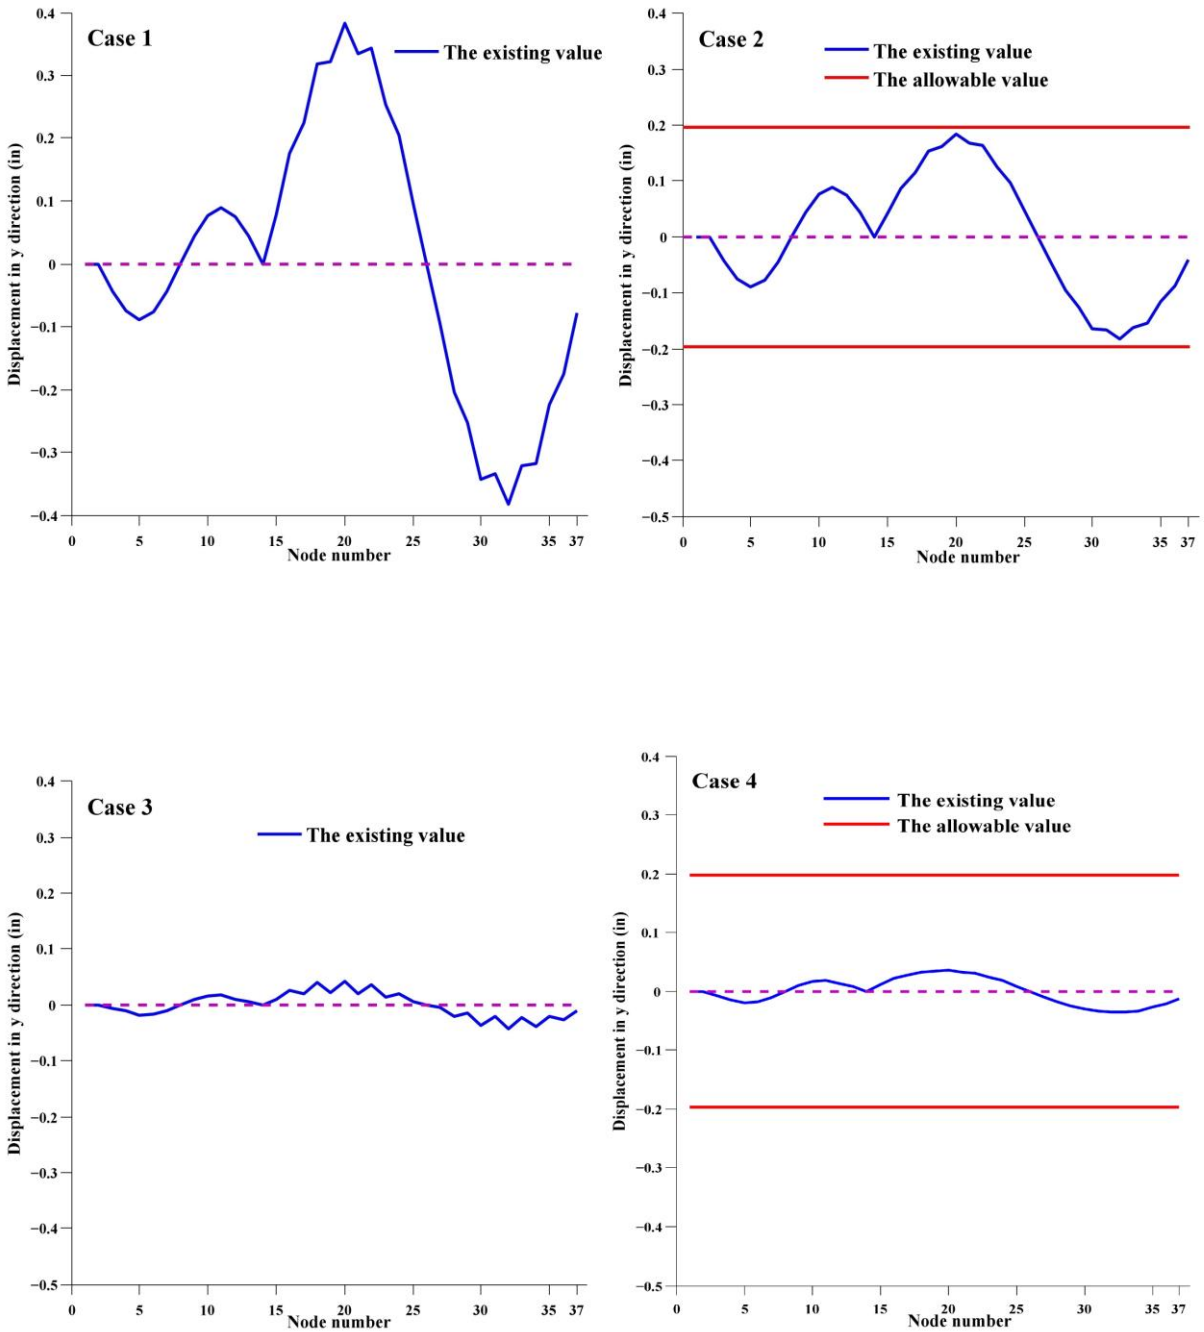 Case 1
The existing value
Displacement in y direction (in)
0.4
0.3
0.2
0.1
0
−0.1
−0.2
−0.3
−0.4
0 5 10 15 20 25 30 35 37
Node number
Case 2
The existing value
The allowable value
Displacement in y direction (in)
0.4
0.3
0.2
0.1
0
−0.1
−0.2
−0.3
−0.4
−0.5
0 5 10 15 20 25 30 35 37
Node number
Case 3
The existing value
Displacement in y direction (in)
0.4
0.3
0.2
0.1
0
−0.1
−0.2
−0.3
−0.4
−0.5
0 5 10 15 20 25 30 35 37
Node number
Case 4
The existing value
The allowable value
Displacement in y direction (in)
0.4
0.3
0.2
0.1
0
−0.1
−0.2
−0.3
−0.4
−0.5
0 5 10 15 20 25 30 35 37
Node number